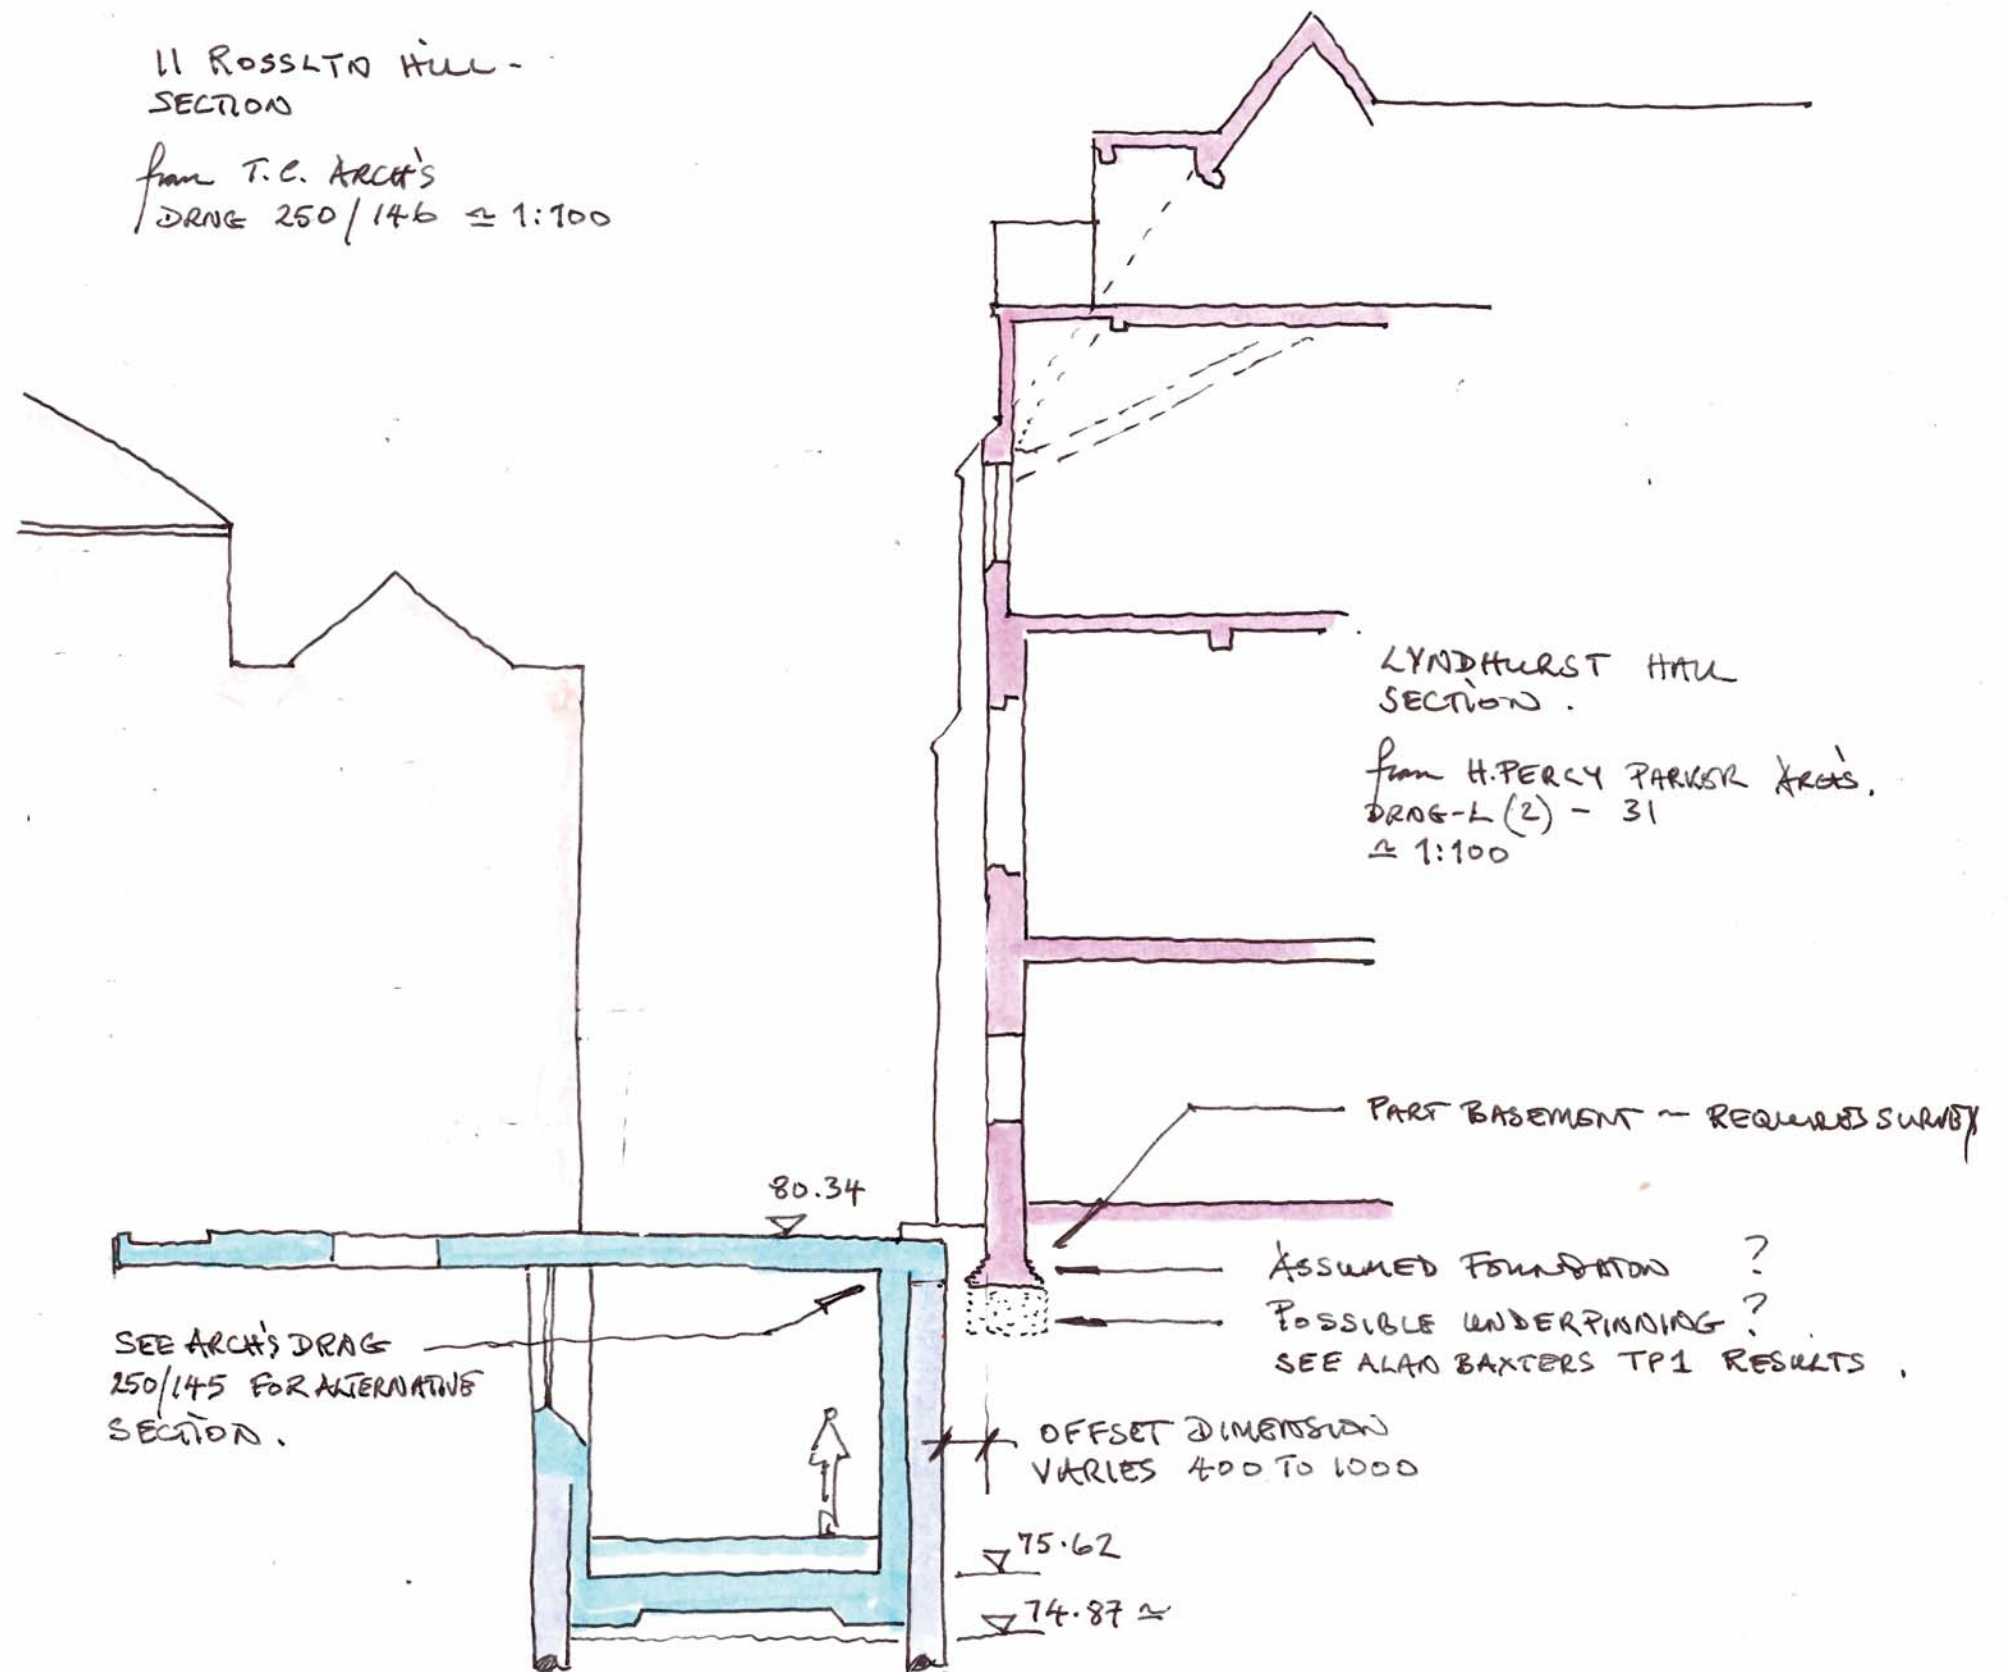 11 ROSSLYN HILL -
SECTION
from T.C. ARCH'S
DRNG 250/146 ≃ 1:100
LYNDHURST HALL
SECTION.
from H. PERCY PARKER ARCH'S.
DRNG-L (2) - 31
≃ 1:100
PART BASEMENT ~ REQUIRES SURVEY
80.34
ASSUMED FOUNDATION ?
POSSIBLE UNDERPINNING ?
SEE ALAN BAXTERS TP1 RESULTS.
SEE ARCH'S DRNG
250/145 FOR ALTERNATIVE
SECTION.
OFFSET DIMENSION
VARIES 400 TO 1000
75.62
74.87 ≃